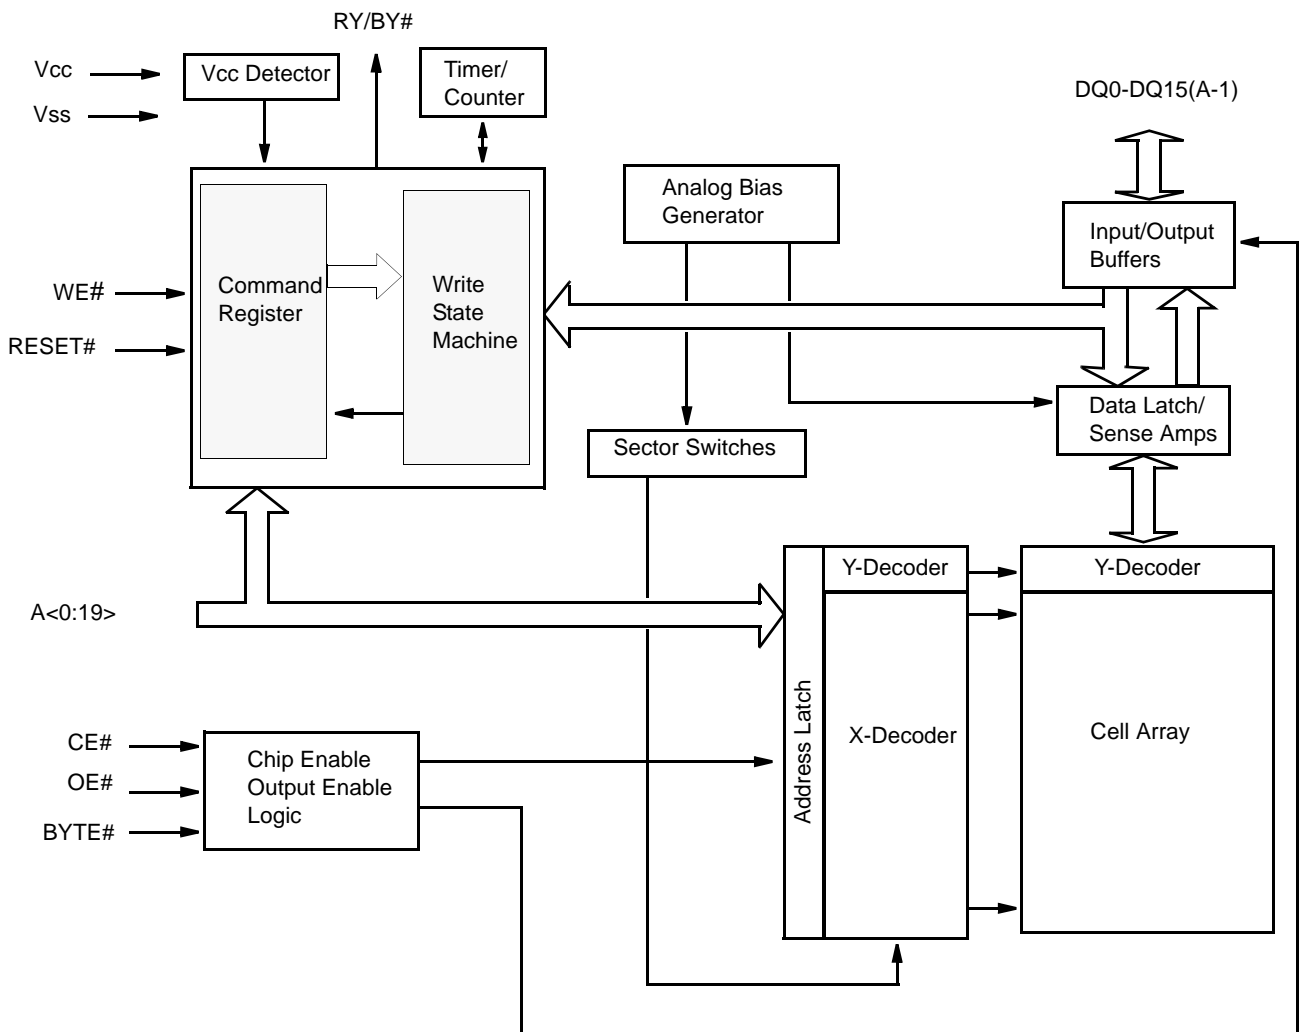 RY/BY#
Vcc
Vss
Vcc Detector
Timer/
Counter
DQ0-DQ15(A-1)
Analog Bias
Generator
Input/Output
Buffers
WE#
RESET#
Command
Register
Write
State
Machine
Data Latch/
Sense Amps
Sector Switches
A<0:19>
Y-Decoder
Y-Decoder
Address Latch
X-Decoder
Cell Array
CE#
OE#
BYTE#
Chip Enable
Output Enable
Logic